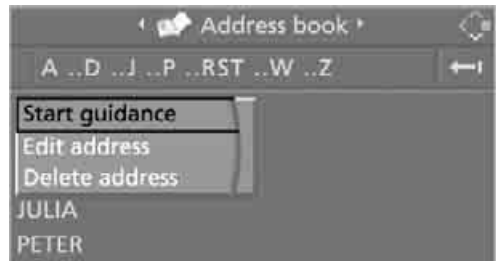 Address book
A ..D ..J ..P ..RST ..W ..Z
Start guidance
Edit address
Delete address
JULIA
PETER